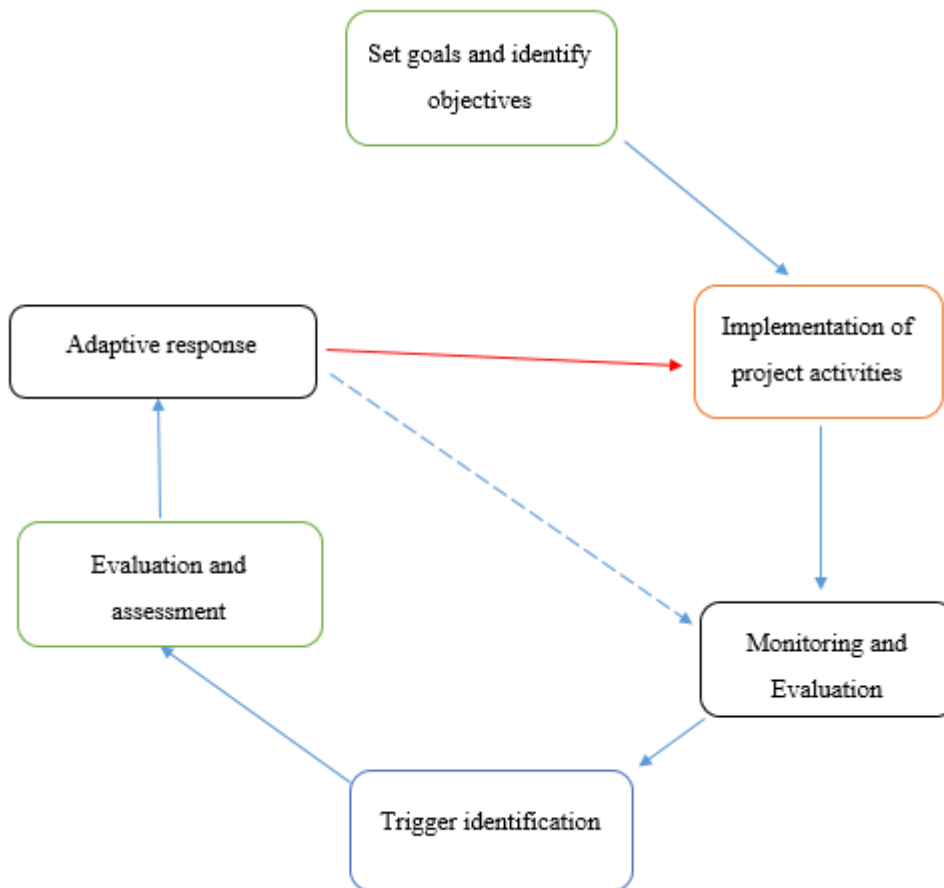 Set goals and identify
objectives
Implementation of
project activities
Adaptive response
Evaluation and
assessment
Monitoring and
Evaluation
Trigger identification